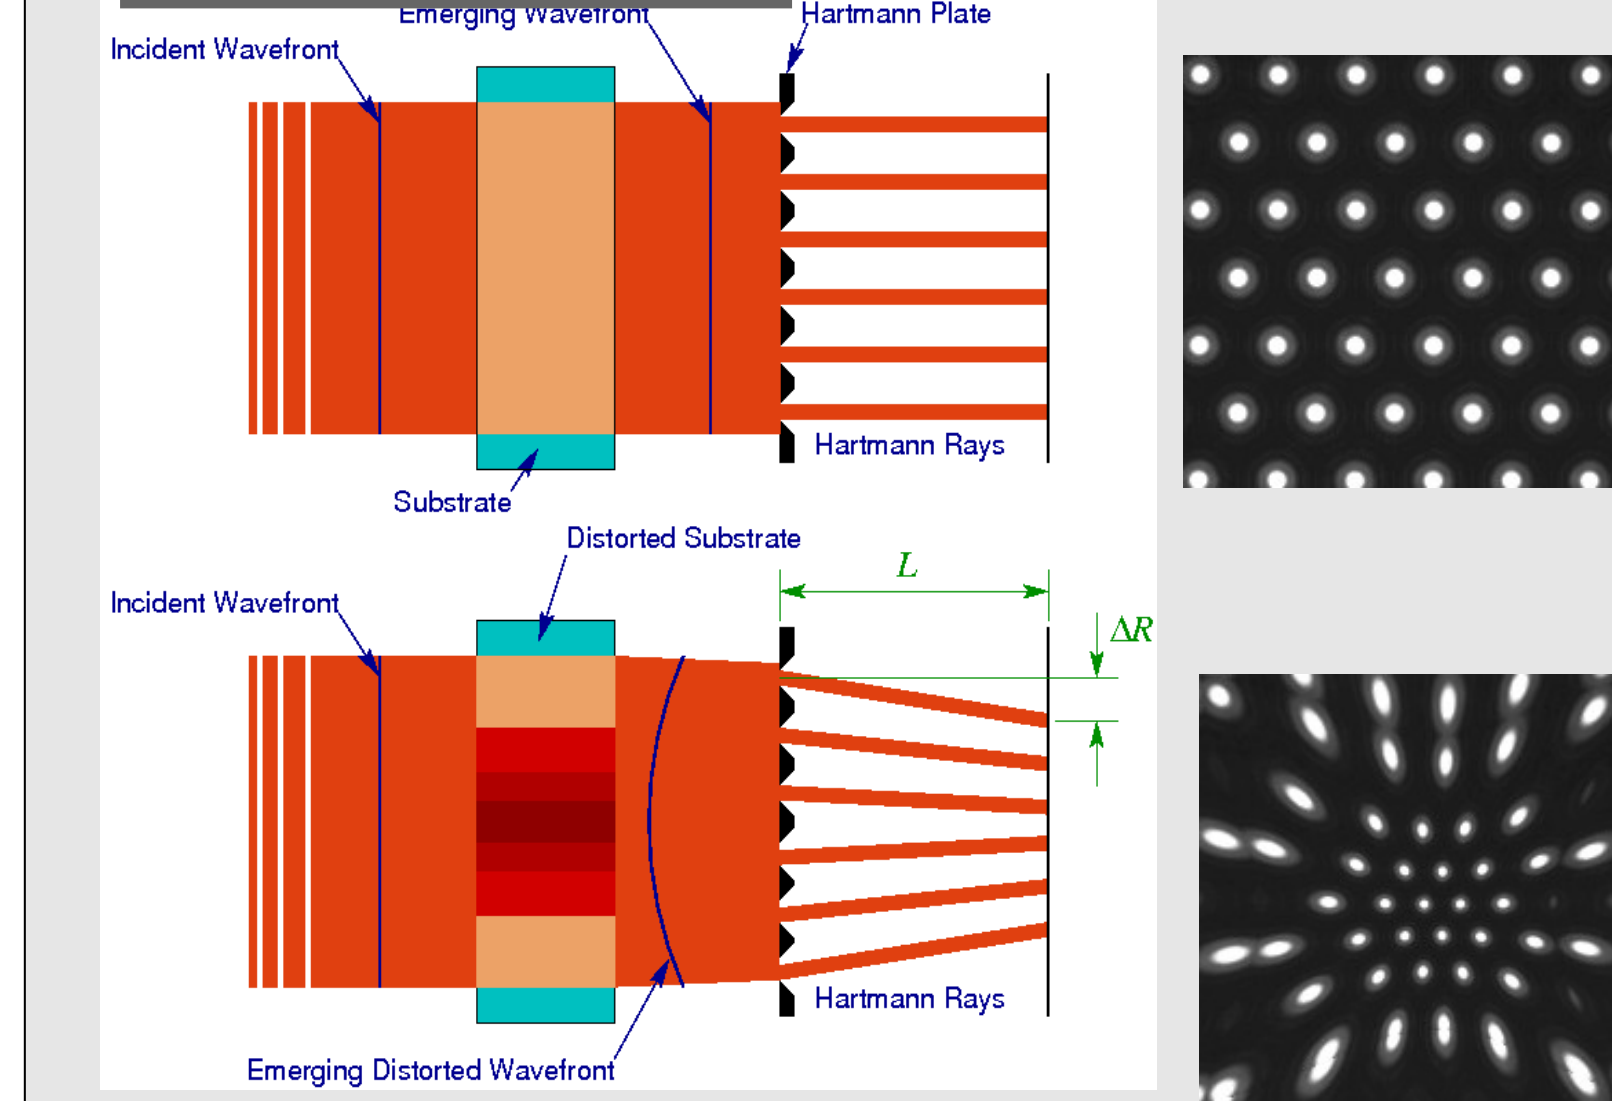 Emerging Wavefront
Hartmann Plate
Incident Wavefront
Hartmann Rays
Substrate
Distorted Substrate
L
Incident Wavefront
ΔR
Hartmann Rays
Emerging Distorted Wavefront